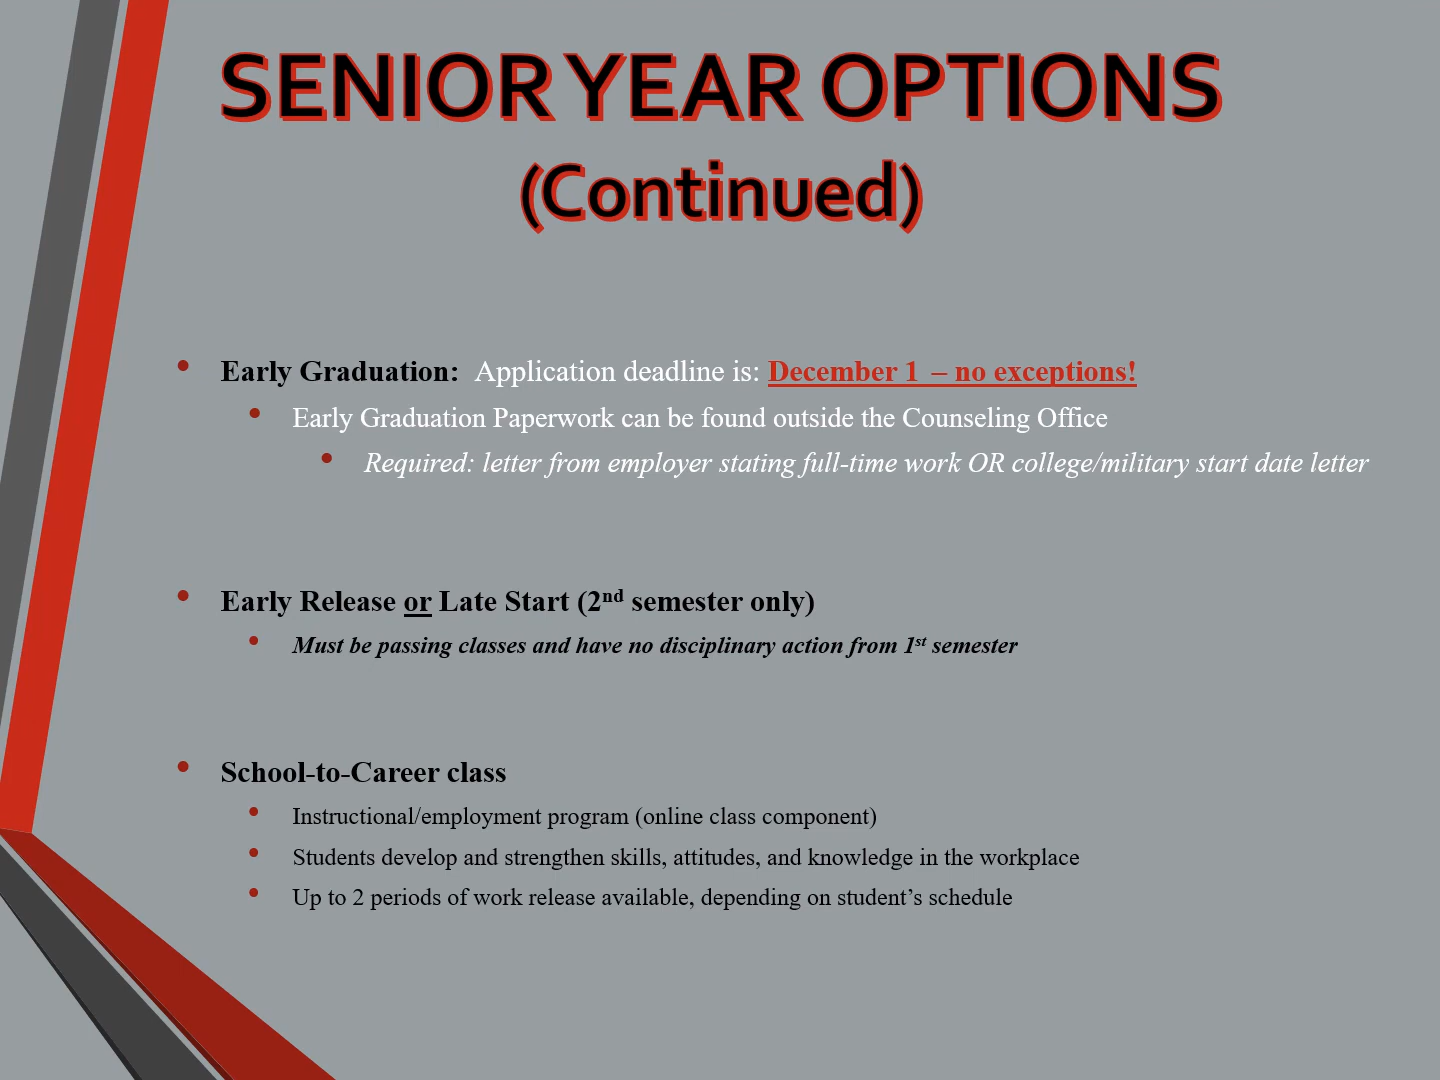 SENIOR YEAR OPTIONS
(Continued)
• Early Graduation: Application deadline is: December 1 – no exceptions!
• Early Graduation Paperwork can be found outside the Counseling Office
• Required: letter from employer stating full-time work OR college/military start date letter
• Early Release or Late Start (2nd semester only)
• Must be passing classes and have no disciplinary action from 1st semester
• School-to-Career class
• Instructional/employment program (online class component)
• Students develop and strengthen skills, attitudes, and knowledge in the workplace
• Up to 2 periods of work release available, depending on student’s schedule